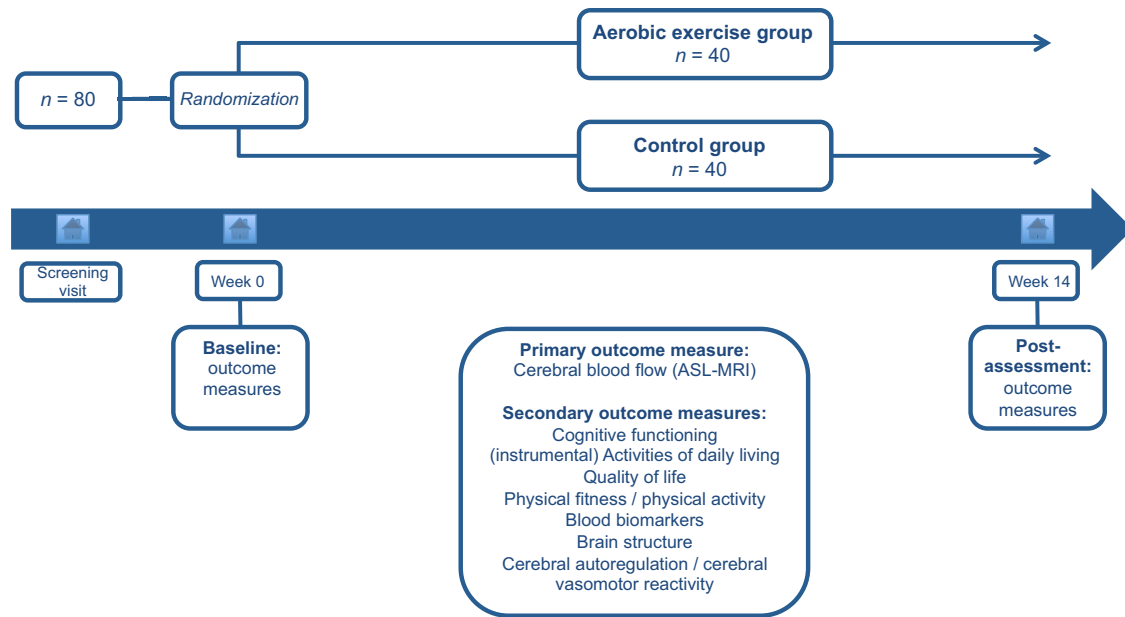 Aerobic exercise group
n = 40
n = 80
Randomization
Control group
n = 40
Screening
visit
Week 0
Week 14
Baseline:
outcome
measures
Primary outcome measure:
Cerebral blood flow (ASL-MRI)
Secondary outcome measures:
Cognitive functioning
(instrumental) Activities of daily living
Quality of life
Physical fitness / physical activity
Blood biomarkers
Brain structure
Cerebral autoregulation / cerebral
vasomotor reactivity
Post-
assessment:
outcome
measures